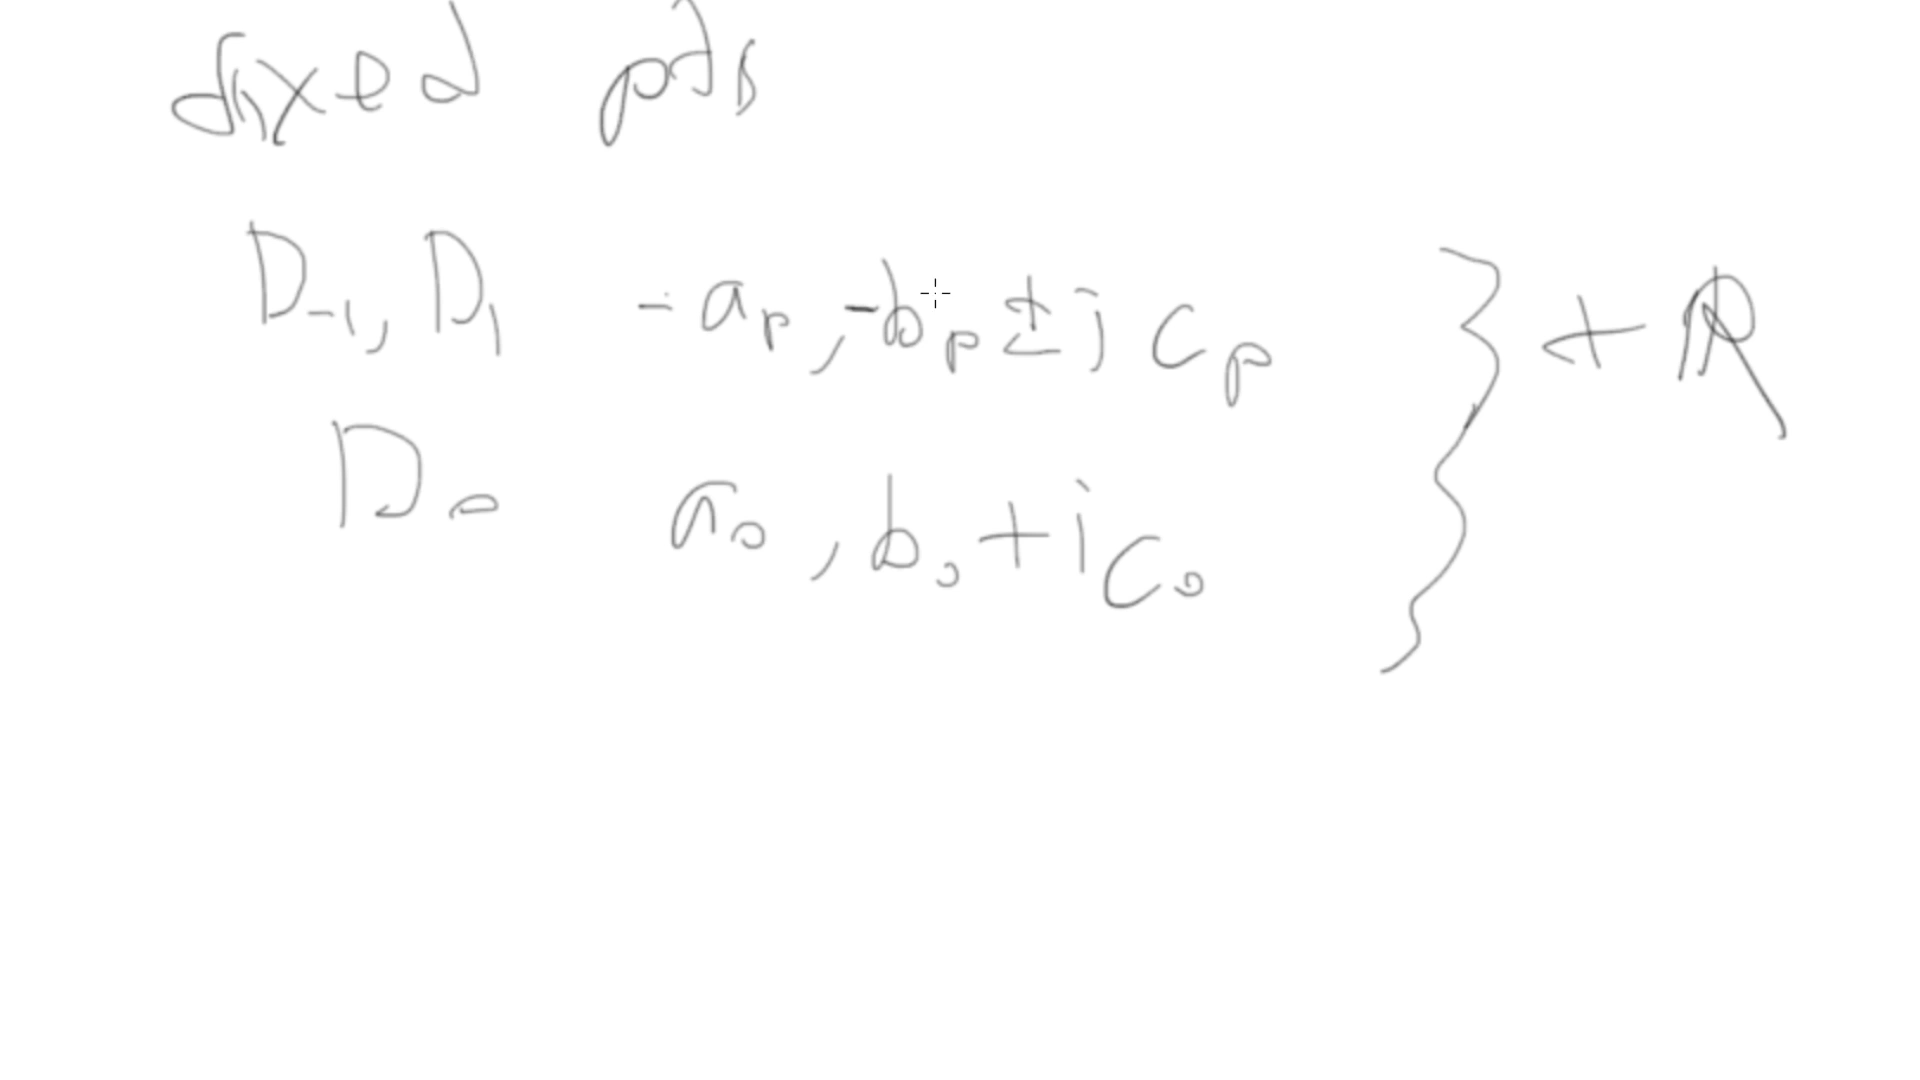 fixed pts
D₋₁, D₁ -aₚ, -bₚ ± i cₚ } + R
D₀ a₀, b₀ + i c₀